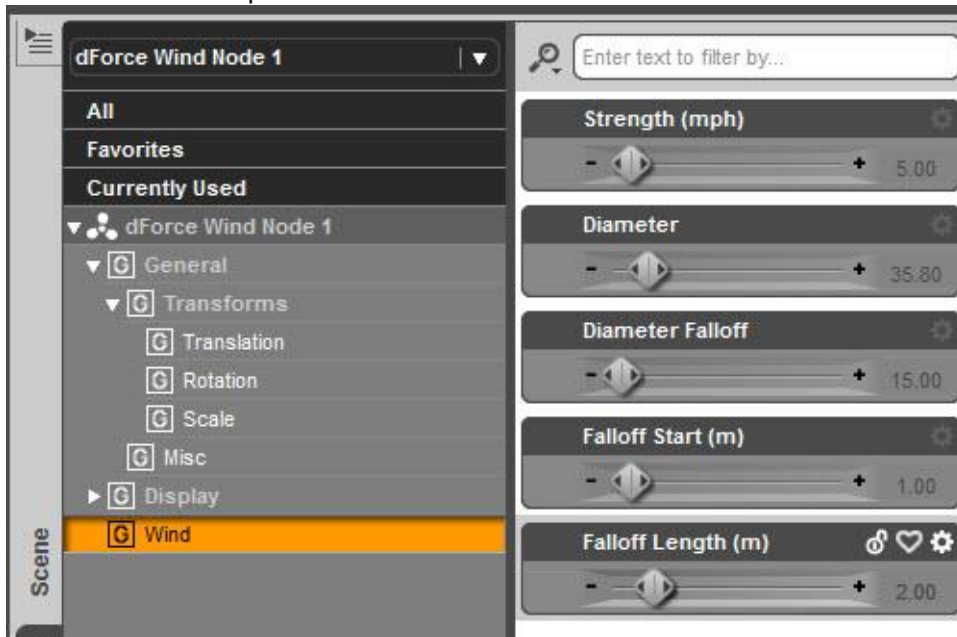 dForce Wind Node 1
All
Favorites
Currently Used
dForce Wind Node 1
G General
G Transforms
G Translation
G Rotation
G Scale
G Misc
G Display
G Wind
Scene
Enter text to filter by...
Strength (mph)
- + 5.00
Diameter
- + 35.80
Diameter Falloff
- + 15.00
Falloff Start (m)
- + 1.00
Falloff Length (m)
- + 2.00